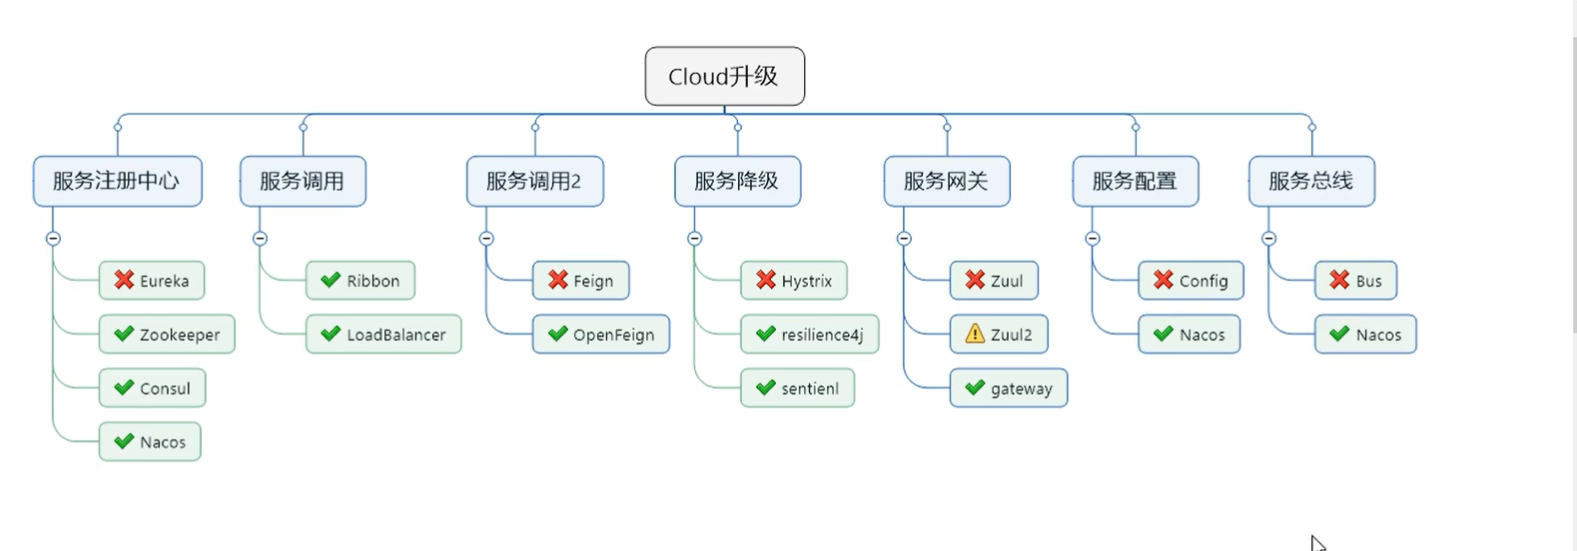 Cloud升级
服务注册中心
Eureka
Zookeeper
Consul
Nacos
服务调用
Ribbon
LoadBalancer
服务调用2
Feign
OpenFeign
服务降级
Hystrix
resilience4j
sentienl
服务网关
Zuul
Zuul2
gateway
服务配置
Config
Nacos
服务总线
Bus
Nacos